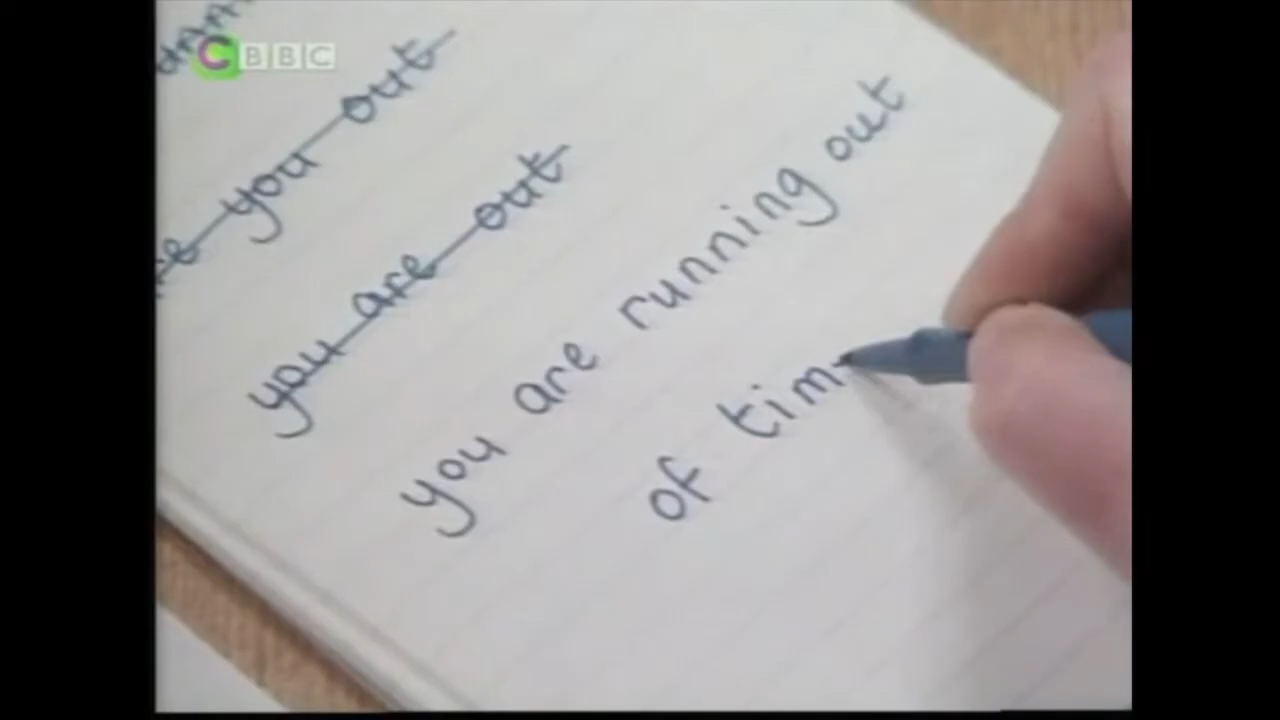 CBBC
you out
you are out
you are running out
of tim